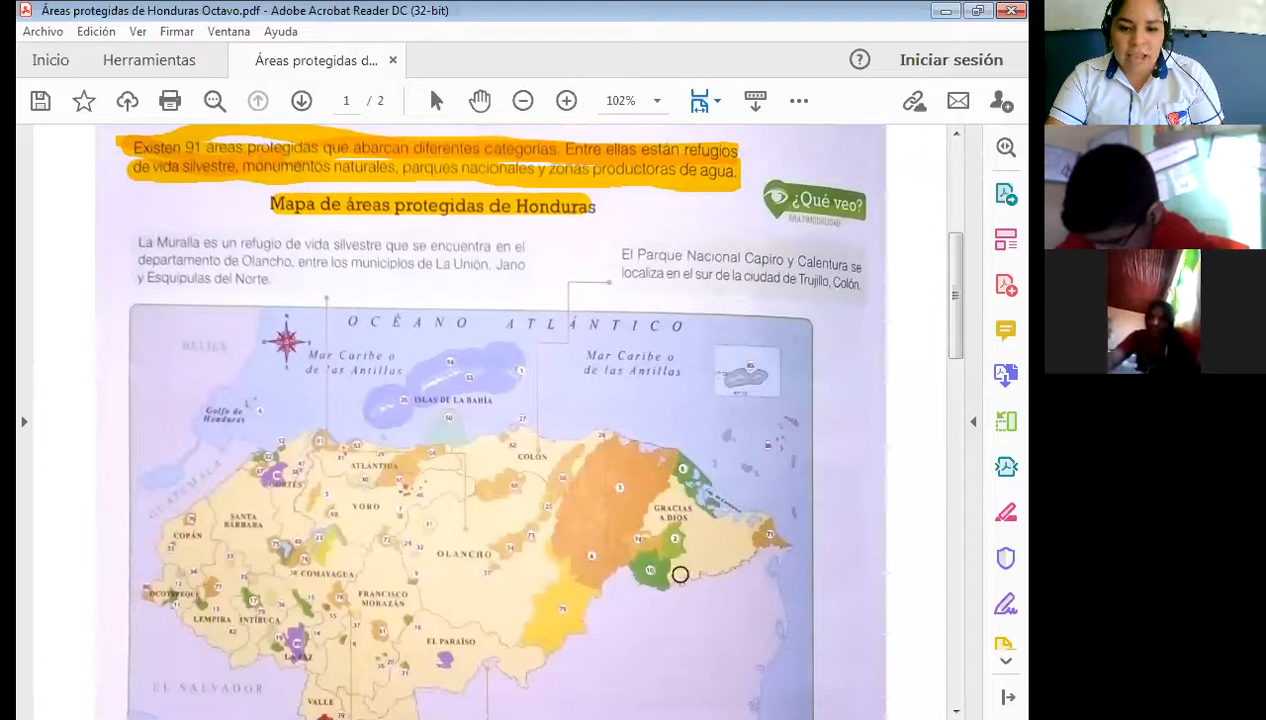 Áreas protegidas de Honduras Octavo.pdf - Adobe Acrobat Reader DC (32-bit)
Archivo Edición Ver Firmar Ventana Ayuda
Inicio Herramientas Áreas protegidas d... × Iniciar sesión
1 / 2 102%
Existen 91 áreas protegidas que abarcan diferentes categorías. Entre ellas están refugios
de vida silvestre, monumentos naturales, parques nacionales y zonas productoras de agua.
Mapa de áreas protegidas de Honduras
¿Qué veo?
MULTIMODALIDAD
La Muralla es un refugio de vida silvestre que se encuentra en el
departamento de Olancho, entre los municipios de La Unión, Jano
y Esquipulas del Norte.
El Parque Nacional Capiro y Calentura se
localiza en el sur de la ciudad de Trujillo, Colón.
OCÉANO ATLÁNTICO
BELICE
Mar Caribe o
de las Antillas
Mar Caribe o
de las Antillas
ISLAS DE LA BAHÍA
Golfo de
Honduras
GUATEMALA
COLÓN
ATLÁNTIDA
CORTÉS
YORO
GRACIAS
A DIOS
SANTA
BÁRBARA
COPÁN
OLANCHO
COMAYAGUA
OCOTEPEQUE
FRANCISCO
MORAZÁN
LEMPIRA INTIBUCÁ
EL PARAÍSO
LA PAZ
EL SALVADOR
VALLE